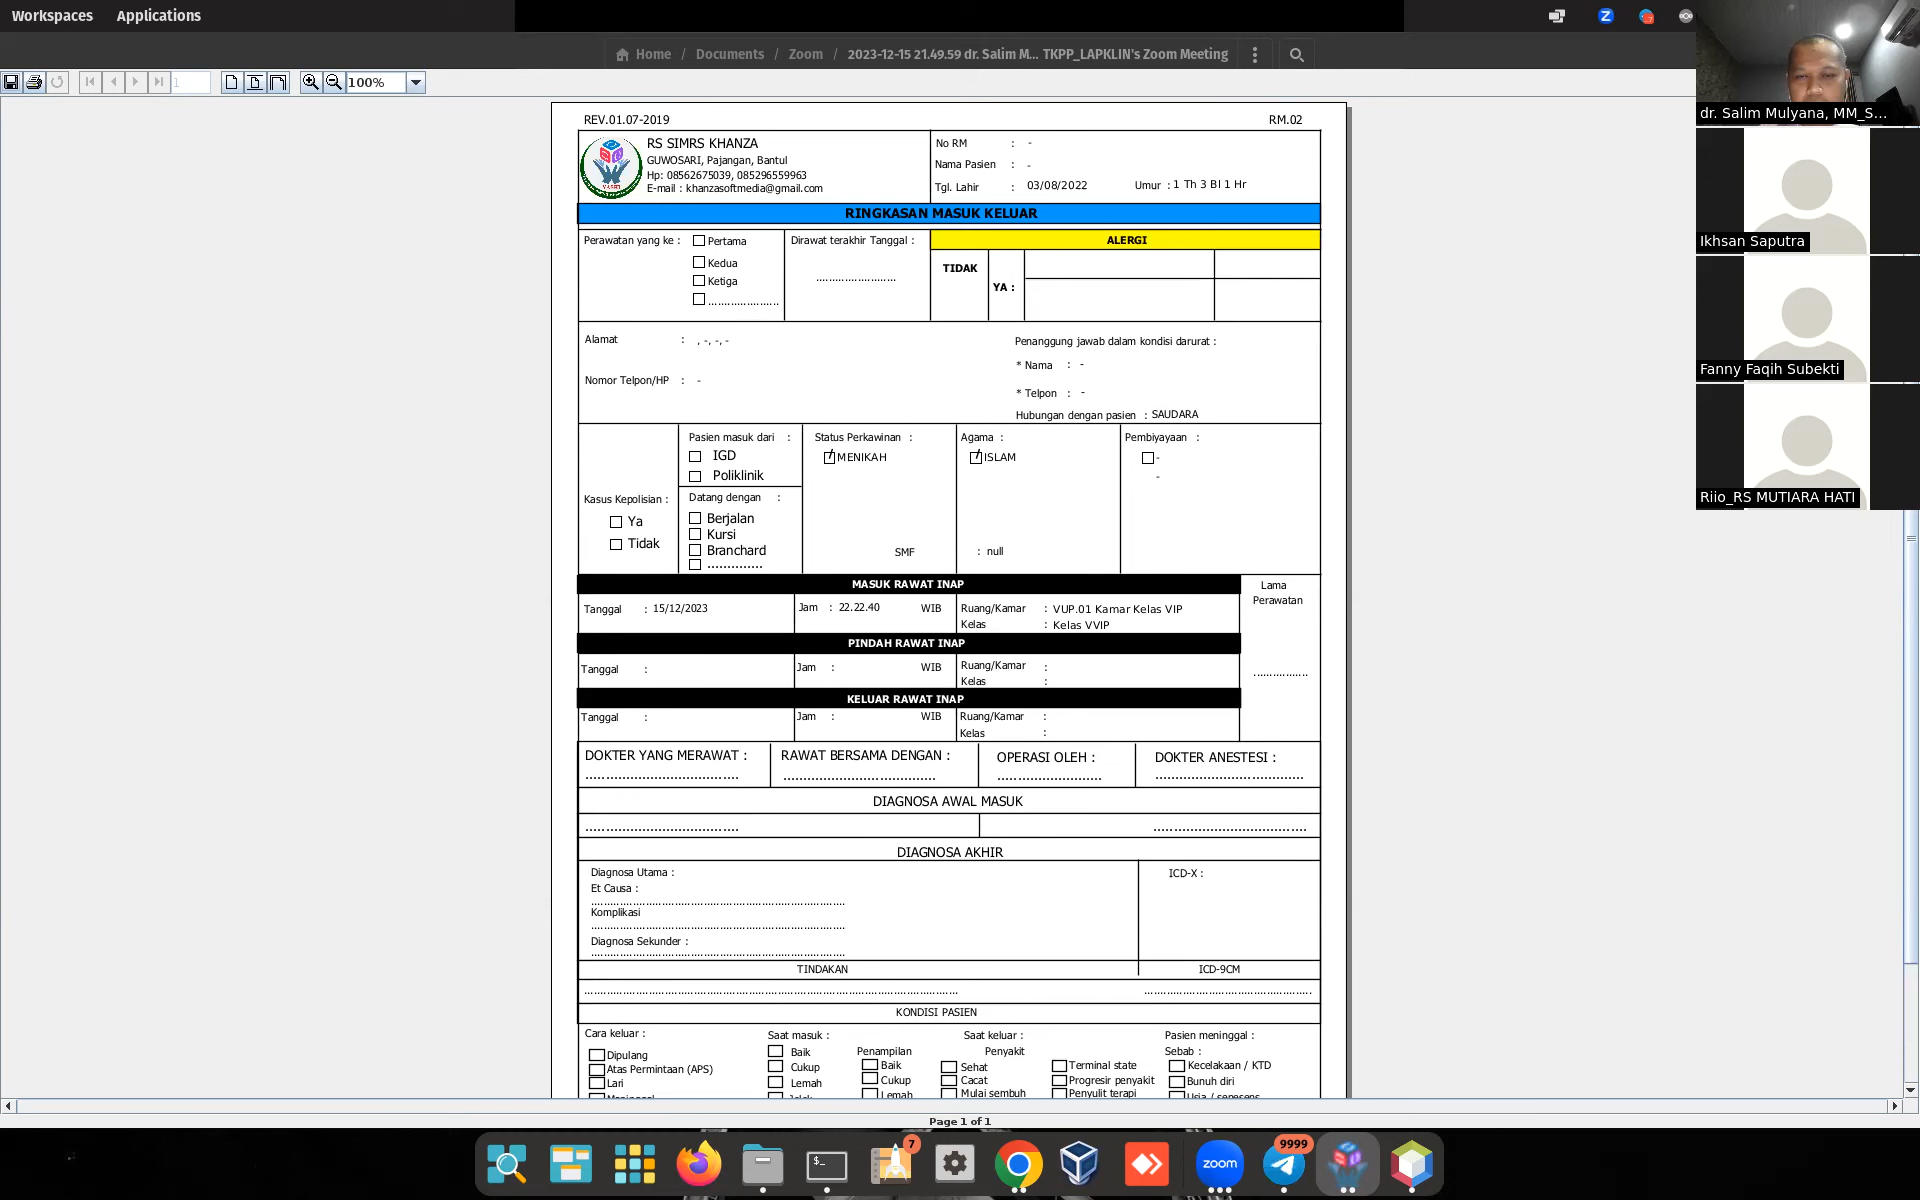 Workspaces Applications
Home / Documents / Zoom / 2023-12-15 21.49.59 dr. Salim M... TKPP_LAPKLIN's Zoom Meeting
1 100%
dr. Salim Mulyana, MM_S...
Ikhsan Saputra
Fanny Faqih Subekti
Riio_RS MUTIARA HATI
REV.01.07-2019 RM.02
RS SIMRS KHANZA
GUWOSARI, Pajangan, Bantul
Hp: 08562675039, 085296559963
E-mail : khanzasoftmedia@gmail.com
No RM : -
Nama Pasien : -
Tgl. Lahir : 03/08/2022 Umur : 1 Th 3 Bl 1 Hr
RINGKASAN MASUK KELUAR
Perawatan yang ke : Pertama
Kedua
Ketiga
......................
Dirawat terakhir Tanggal :
........................
ALERGI
TIDAK
YA :
Alamat : , -, -, -
Nomor Telpon/HP : -
Penanggung jawab dalam kondisi darurat :
* Nama : -
* Telpon : -
Hubungan dengan pasien : SAUDARA
Kasus Kepolisian :
Ya
Tidak
Pasien masuk dari :
IGD
Poliklinik
Datang dengan :
Berjalan
Kursi
Branchard
..............
Status Perkawinan :
MENIKAH
Agama :
ISLAM
Pembiyayaan :
-
-
SMF : null
MASUK RAWAT INAP
Lama
Perawatan
Tanggal : 15/12/2023 Jam : 22.22.40 WIB Ruang/Kamar : VUP.01 Kamar Kelas VIP
Kelas : Kelas VVIP
PINDAH RAWAT INAP
Tanggal : Jam : WIB Ruang/Kamar :
Kelas :
................
KELUAR RAWAT INAP
Tanggal : Jam : WIB Ruang/Kamar :
Kelas :
DOKTER YANG MERAWAT : RAWAT BERSAMA DENGAN : OPERASI OLEH : DOKTER ANESTESI :
..................................... ..................................... ......................... ....................................
DIAGNOSA AWAL MASUK
..................................... .....................................
DIAGNOSA AKHIR
Diagnosa Utama : ICD-X :
Et Causa :
................................................................................
Komplikasi
................................................................................
Diagnosa Sekunder :
................................................................................
TINDAKAN ICD-9CM
................................................................................................ ...........................................
KONDISI PASIEN
Cara keluar : Saat masuk : Saat keluar : Pasien meninggal :
Penampilan Penyakit Sebab :
Dipulang Baik Baik Sehat Terminal state Kecelakaan / KTD
Atas Permintaan (APS) Cukup Cukup Cacat Progresir penyakit Bunuh diri
Lari Lemah Lemah Mulai sembuh Penyulit terapi
Page 1 of 1
7
zoom
9999